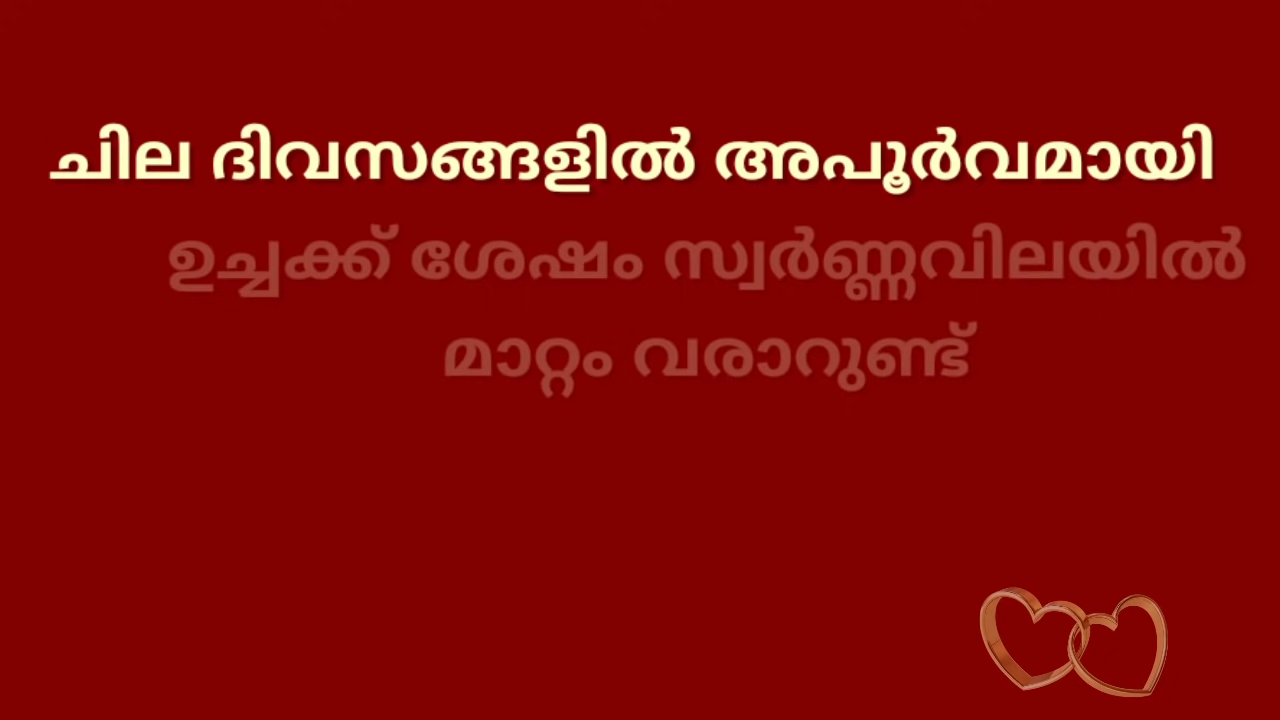 ചില ദിവസങ്ങളിൽ അപൂർവമായി
ഉച്ചക്ക് ശേഷം സ്വർണ്ണവിലയിൽ
മാറ്റം വരാറുണ്ട്